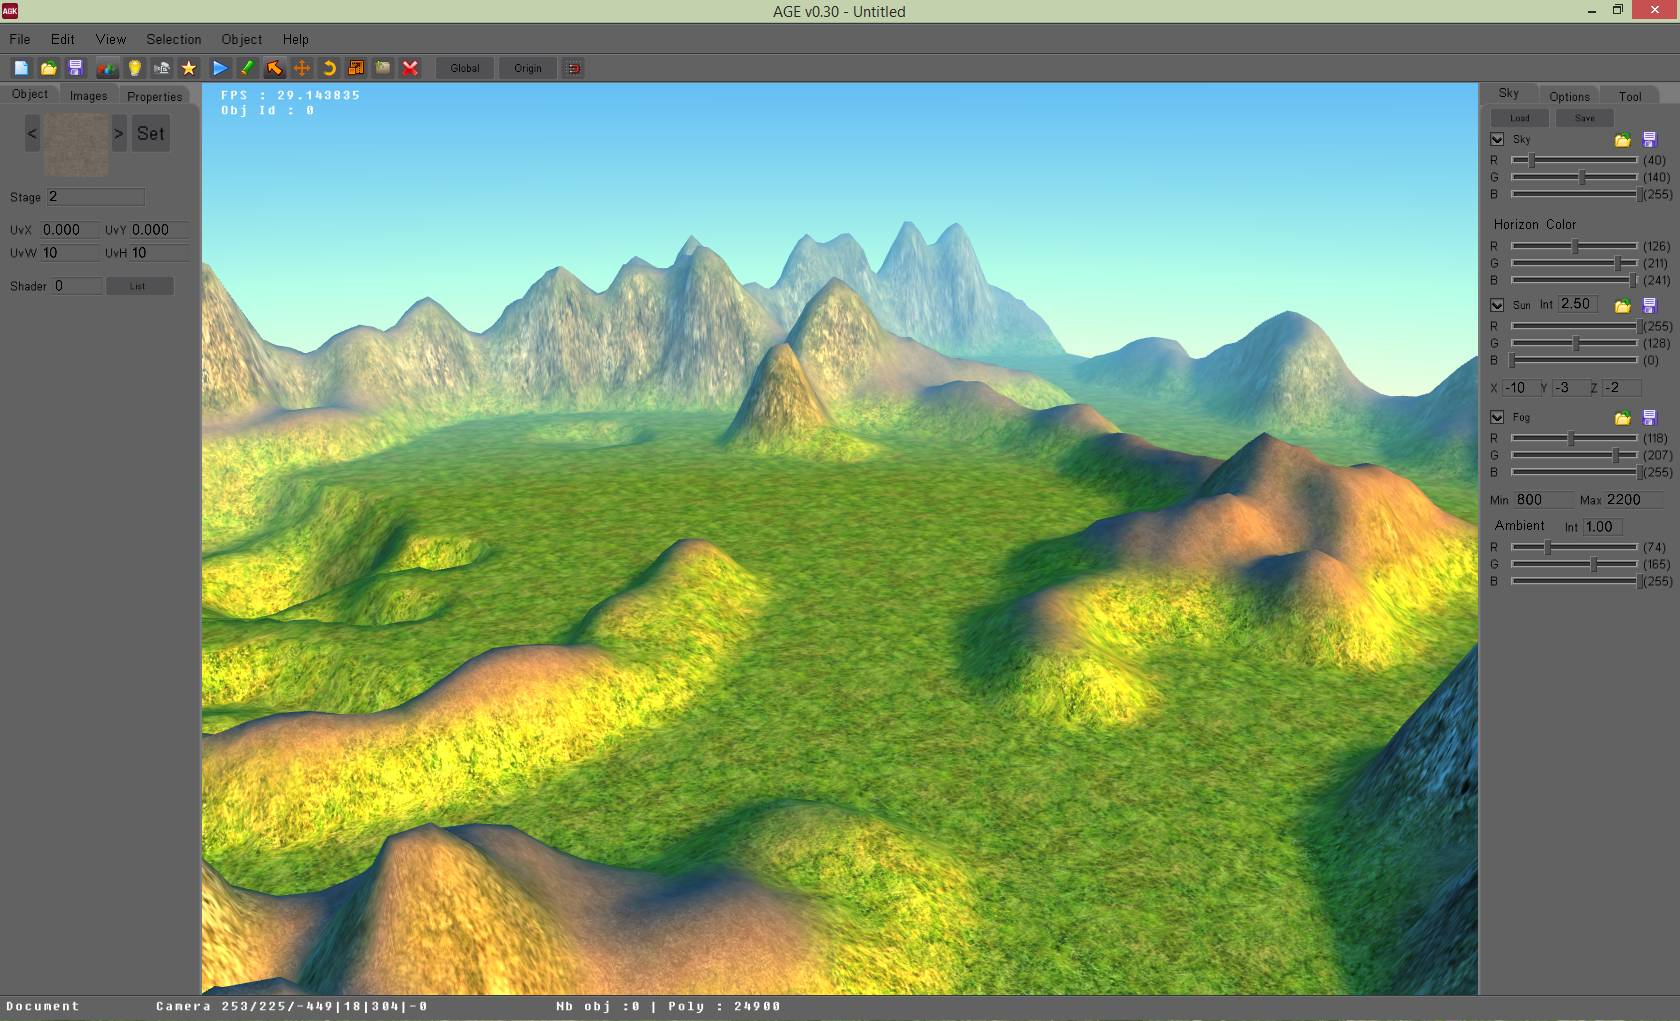 AGK AGE v0.30 - Untitled
File Edit View Selection Object Help
Global Origin
Object Images Properties
< > Set
Stage 2
UvX 0.000 UvY 0.000
UvW 10 UvH 10
Shader 0 List
FPS : 29.143835
Obj Id : 0
Sky Options Tool
Load Save
Sky
R (40)
G (140)
B (255)
Horizon Color
R (126)
G (211)
B (241)
Sun Int 2.50
R (255)
G (128)
B (0)
X -10 Y -3 Z -2
Fog
R (118)
G (207)
B (255)
Min 800 Max 2200
Ambient Int 1.00
R (74)
G (165)
B (255)
Document Camera 253/225/-449|18|304|-0 Nb obj :0 | Poly : 24900